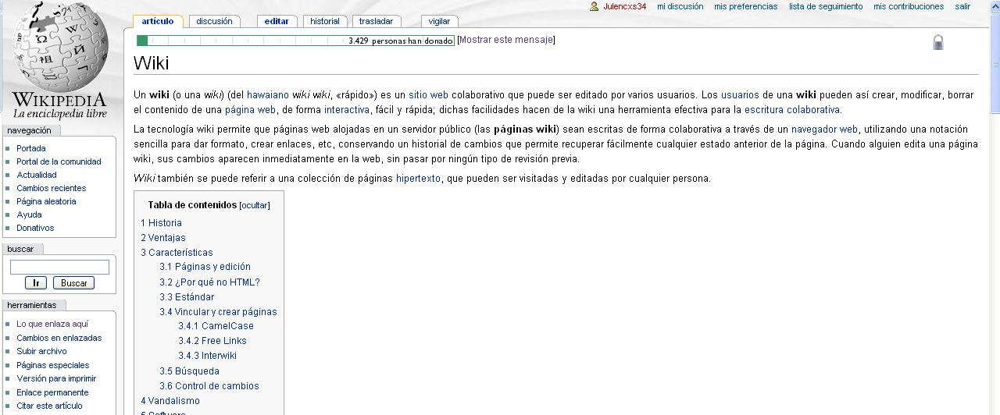 Julencxs34 mi discusión mis preferencias lista de seguimiento mis contribuciones salir
artículo discusión editar historial trasladar vigilar
3.429 personas han donado [Mostrar este mensaje]
WIKIPEDIA
La enciclopedia libre
navegación
Portada
Portal de la comunidad
Actualidad
Cambios recientes
Página aleatoria
Ayuda
Donativos
buscar
Ir Buscar
herramientas
Lo que enlaza aquí
Cambios en enlazadas
Subir archivo
Páginas especiales
Versión para imprimir
Enlace permanente
Citar este artículo
Wiki
Un wiki (o una wiki) (del hawaiano wiki wiki, «rápido») es un sitio web colaborativo que puede ser editado por varios usuarios. Los usuarios de una wiki pueden así crear, modificar, borrar
el contenido de una página web, de forma interactiva, fácil y rápida; dichas facilidades hacen de la wiki una herramienta efectiva para la escritura colaborativa.
La tecnología wiki permite que páginas web alojadas en un servidor público (las páginas wiki) sean escritas de forma colaborativa a través de un navegador web, utilizando una notación
sencilla para dar formato, crear enlaces, etc, conservando un historial de cambios que permite recuperar fácilmente cualquier estado anterior de la página. Cuando alguien edita una página
wiki, sus cambios aparecen inmediatamente en la web, sin pasar por ningún tipo de revisión previa.
Wiki también se puede referir a una colección de páginas hipertexto, que pueden ser visitadas y editadas por cualquier persona.
Tabla de contenidos [ocultar]
1 Historia
2 Ventajas
3 Características
3.1 Páginas y edición
3.2 ¿Por qué no HTML?
3.3 Estándar
3.4 Vincular y crear páginas
3.4.1 CamelCase
3.4.2 Free Links
3.4.3 Interwiki
3.5 Búsqueda
3.6 Control de cambios
4 Vandalismo
5 Software